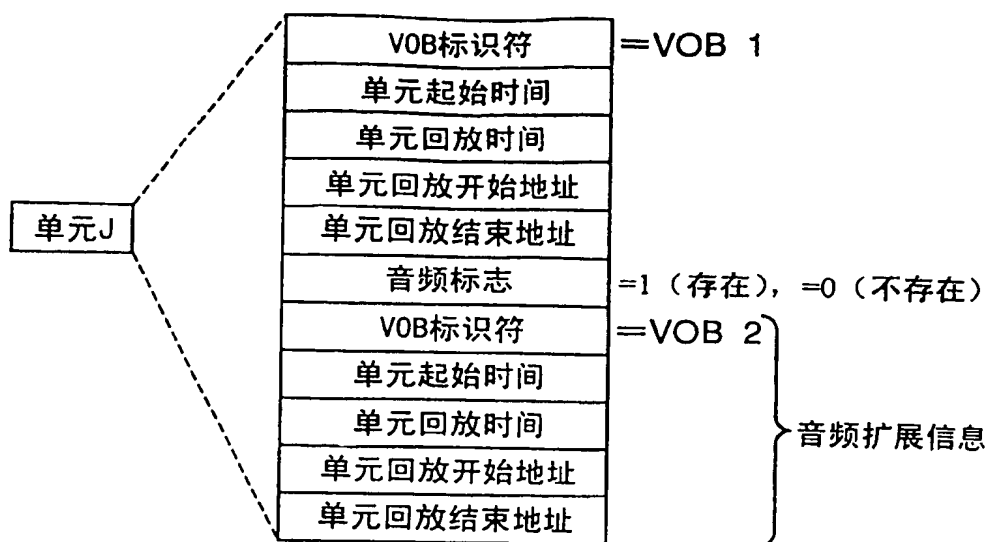 VOB标识符 =VOB 1
单元起始时间
单元回放时间
单元回放开始地址
单元J
单元回放结束地址
音频标志 =1（存在），=0（不存在）
VOB标识符 =VOB 2
单元起始时间
单元回放时间
音频扩展信息
单元回放开始地址
单元回放结束地址